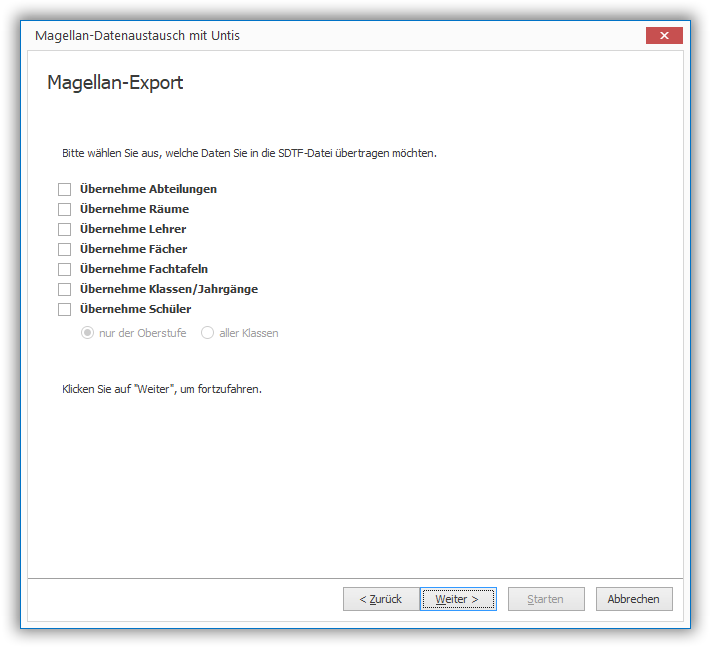 Magellan-Datenaustausch mit Untis
Magellan-Export
Bitte wählen Sie aus, welche Daten Sie in die SDTF-Datei übertragen möchten.
Übernehme Abteilungen
Übernehme Räume
Übernehme Lehrer
Übernehme Fächer
Übernehme Fachtafeln
Übernehme Klassen/Jahrgänge
Übernehme Schüler
nur der Oberstufe aller Klassen
Klicken Sie auf "Weiter", um fortzufahren.
< Zurück Weiter > Starten Abbrechen